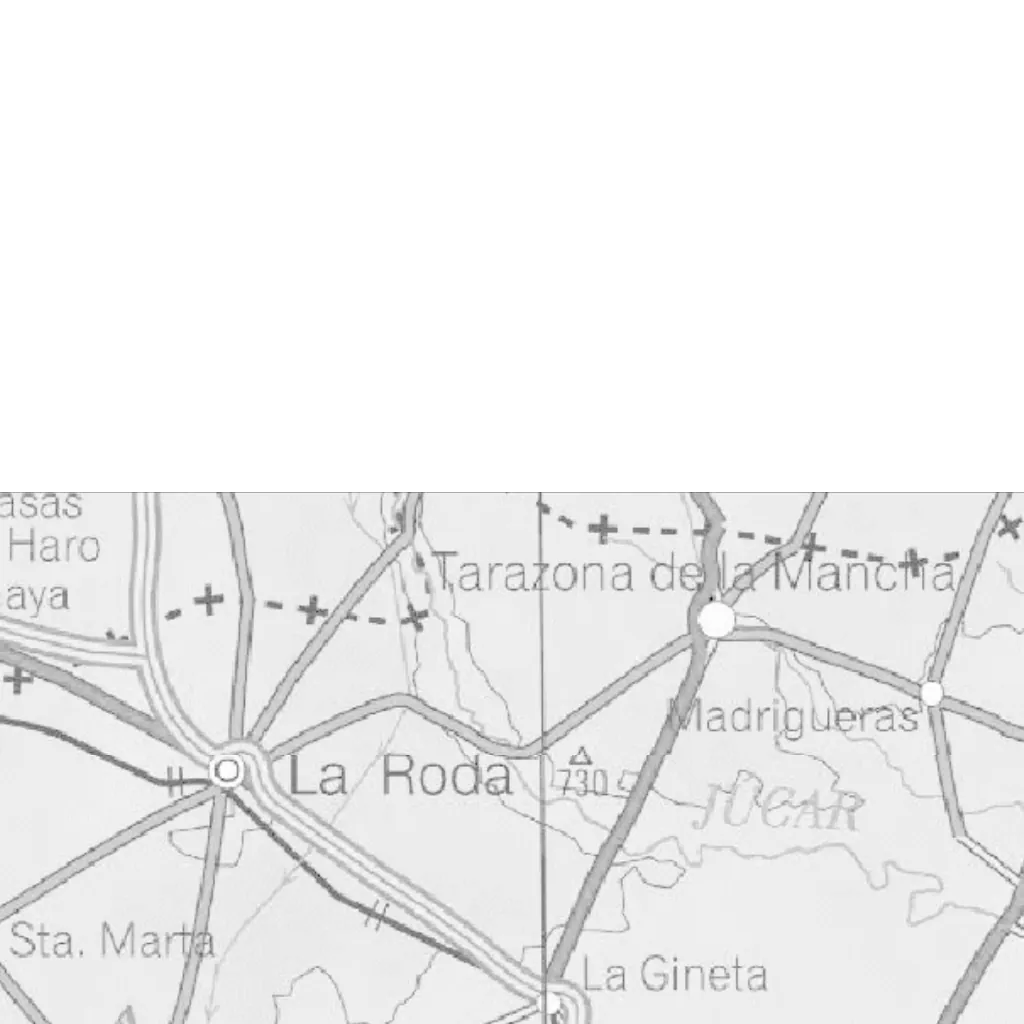 asas
Haro
aya
Tarazona de la Mancha
Madrigueras
La Roda
730
JÚCAR
Sta. Marta
La Gineta